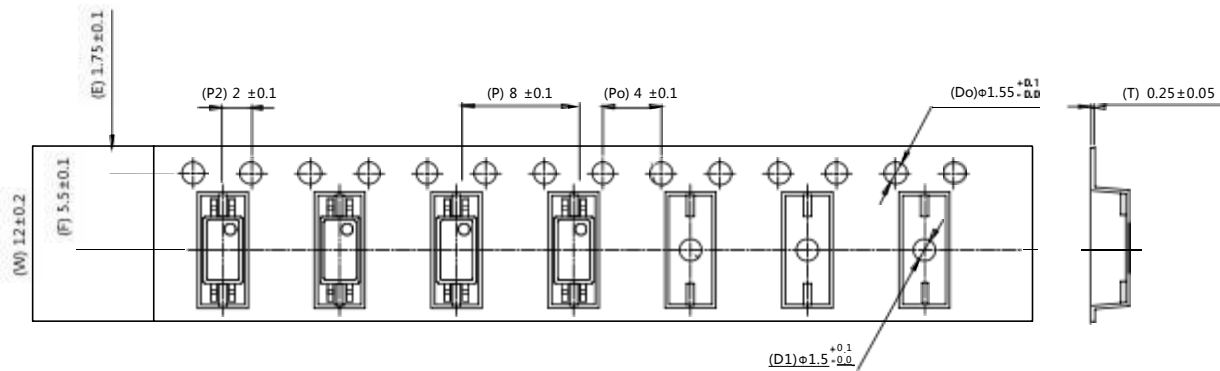 (E) 1.75±0.1
(P2) 2 ±0.1
(P) 8 ±0.1
(Po) 4 ±0.1
(Do)Φ1.55 +0.1 -0.0
(T) 0.25±0.05
(W) 12±0.2
(F) 5.5±0.1
(D1)Φ1.5 +0.1 -0.0